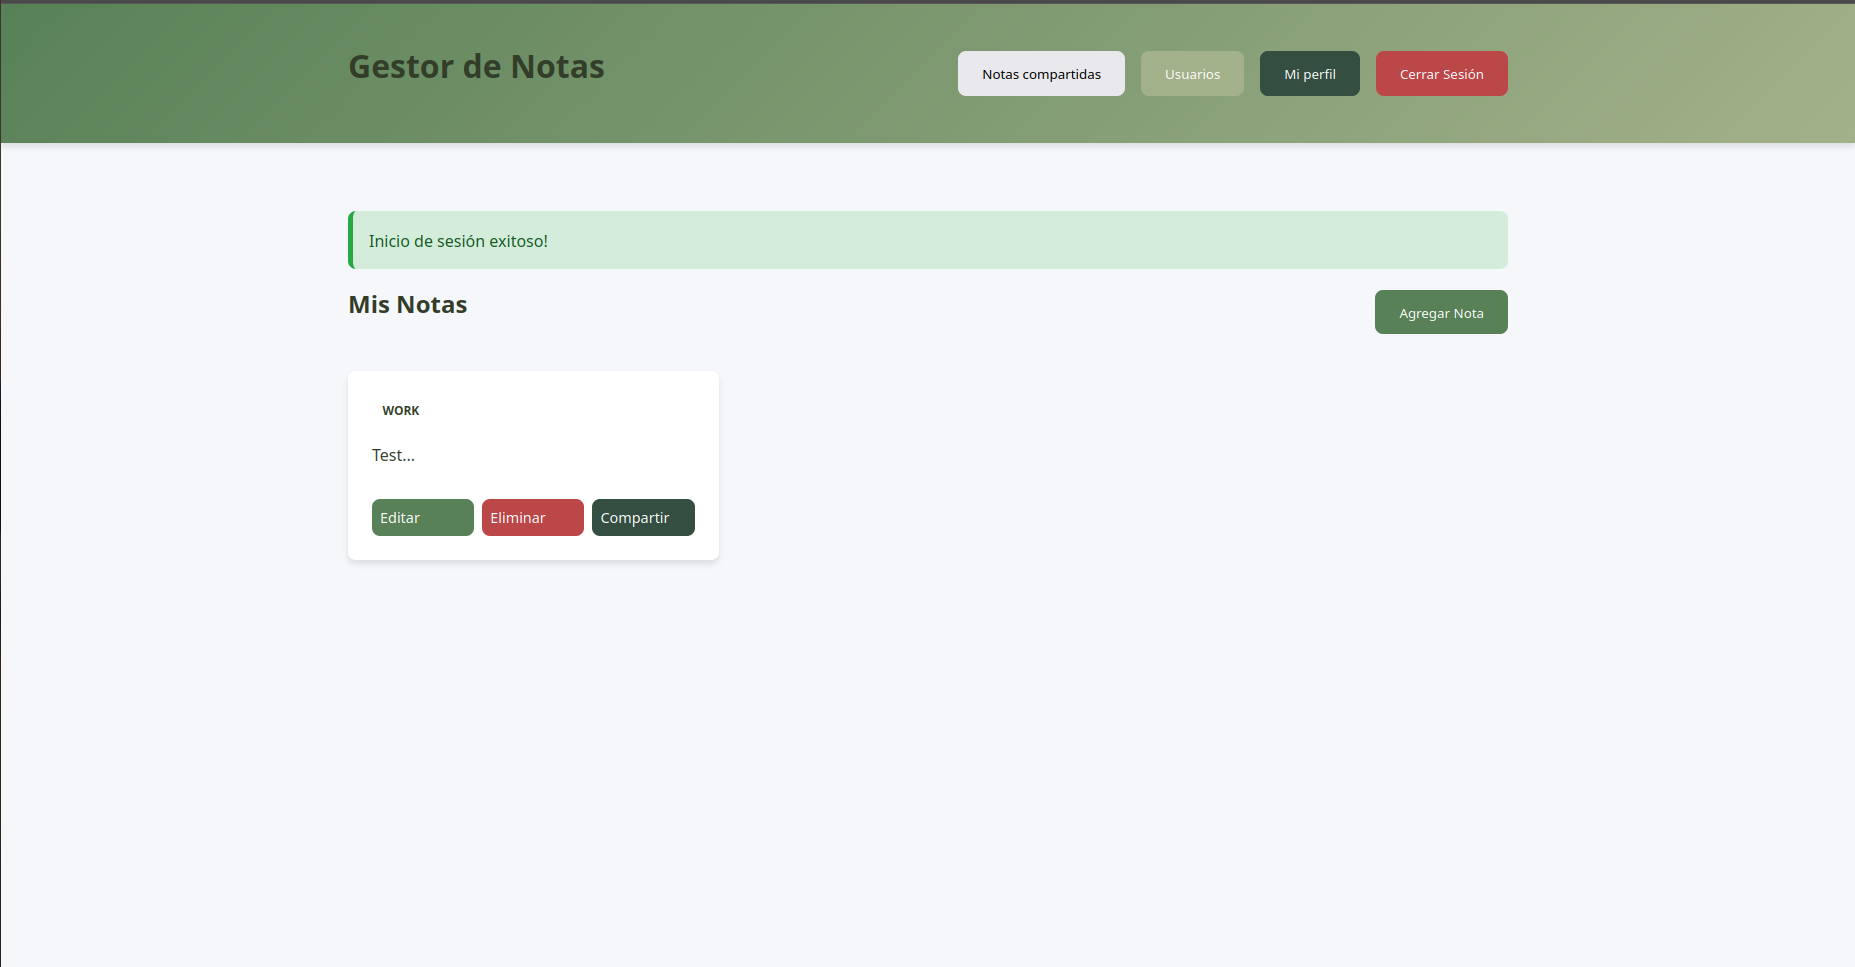 Gestor de Notas
Notas compartidas
Usuarios
Mi perfil
Cerrar Sesión
Inicio de sesión exitoso!
Mis Notas
Agregar Nota
WORK
Test...
Editar
Eliminar
Compartir